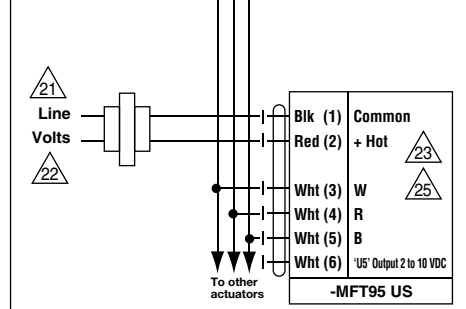 21
Line
Volts
22
Blk (1) Common
Red (2) + Hot
23
25
Wht (3) W
Wht (4) R
Wht (5) B
Wht (6) 'U5' Output 2 to 10 VDC
To other
actuators
-MFT95 US